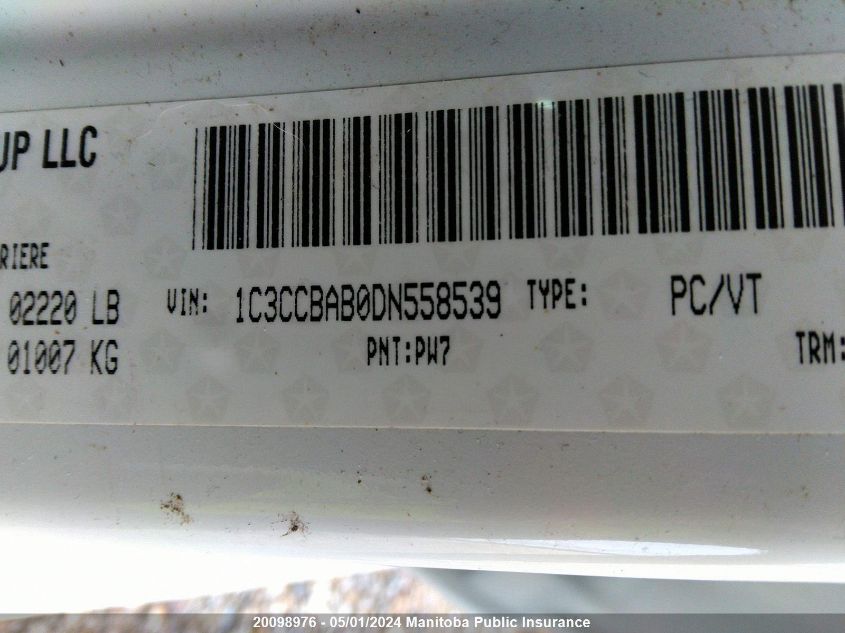 UP LLC
RIERE
02220 LB VIN: 1C3CCBAB0DN558539 TYPE: PC/VT
01007 KG PNT:PW7 TRM:
20098976 - 05/01/2024 Manitoba Public Insurance